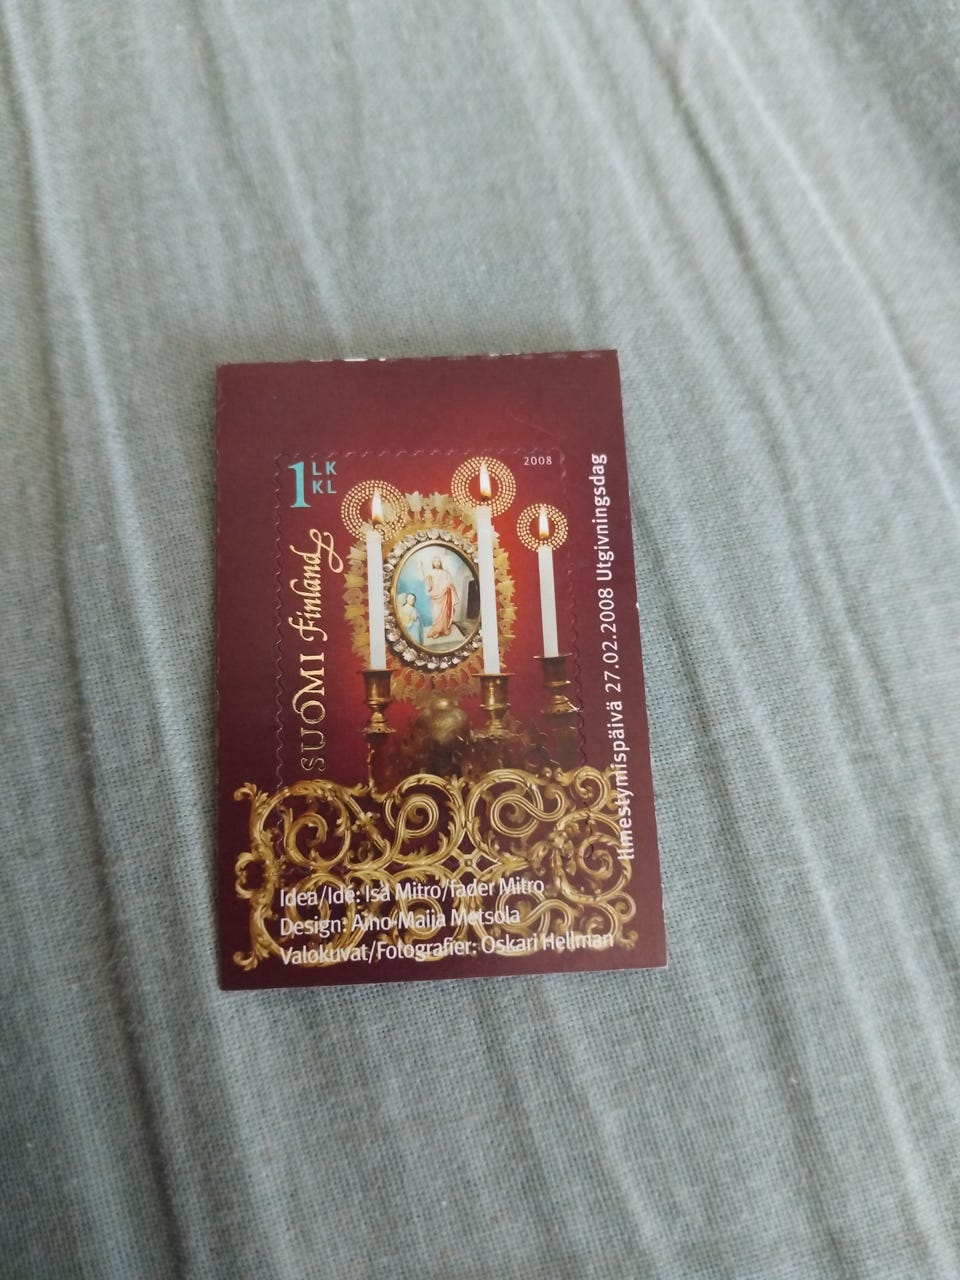 1 LK
KL
2008
SUOMI Finland
Ilmestymispäivä 27.02.2008 Utgivningsdag
Idea/Idé: Isä Mitro/fader Mitro
Design: Aino-Maija Metsola
Valokuvat/Fotografier: Oskari Hellman